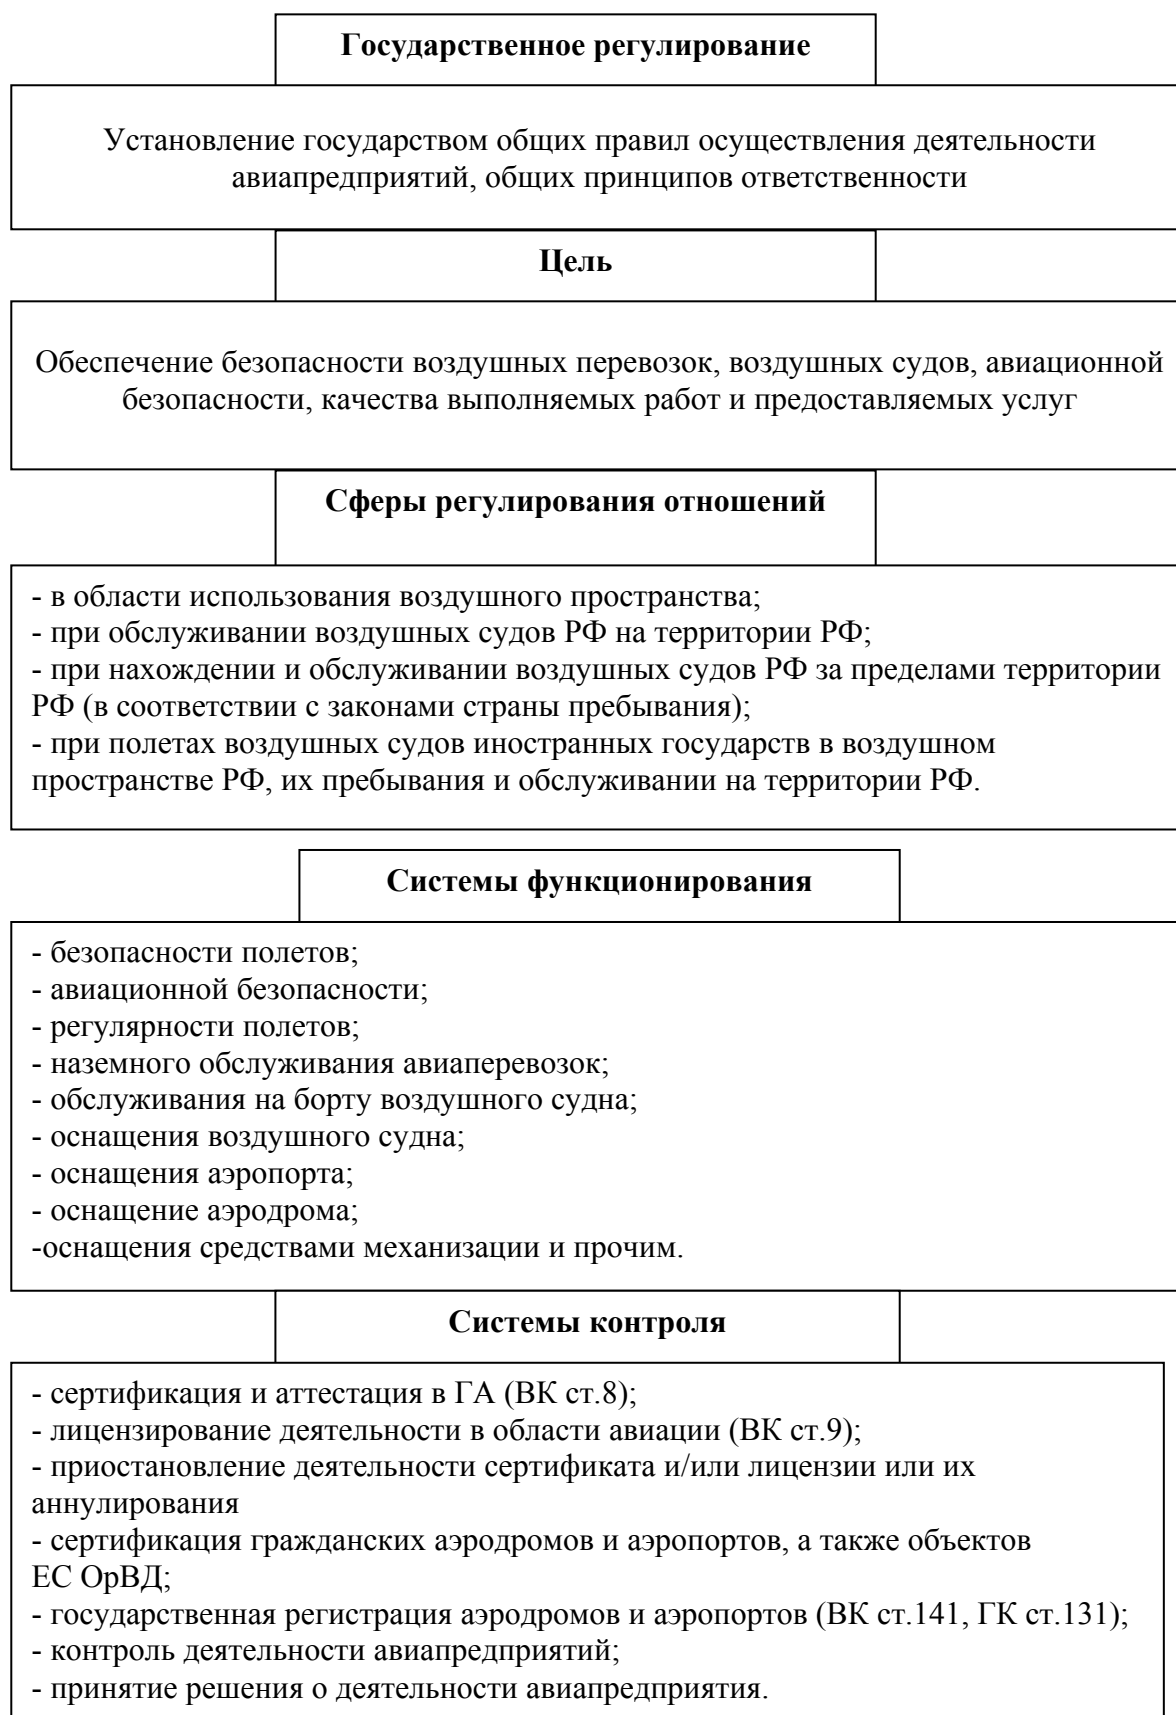 Государственное регулирование
Установление государством общих правил осуществления деятельности
авиапредприятий, общих принципов ответственности
Цель
Обеспечение безопасности воздушных перевозок, воздушных судов, авиационной
безопасности, качества выполняемых работ и предоставляемых услуг
Сферы регулирования отношений
- в области использования воздушного пространства;
- при обслуживании воздушных судов РФ на территории РФ;
- при нахождении и обслуживании воздушных судов РФ за пределами территории
РФ (в соответствии с законами страны пребывания);
- при полетах воздушных судов иностранных государств в воздушном
пространстве РФ, их пребывания и обслуживании на территории РФ.
Системы функционирования
- безопасности полетов;
- авиационной безопасности;
- регулярности полетов;
- наземного обслуживания авиаперевозок;
- обслуживания на борту воздушного судна;
- оснащения воздушного судна;
- оснащения аэропорта;
- оснащение аэродрома;
-оснащения средствами механизации и прочим.
Системы контроля
- сертификация и аттестация в ГА (ВК ст.8);
- лицензирование деятельности в области авиации (ВК ст.9);
- приостановление деятельности сертификата и/или лицензии или их
аннулирования
- сертификация гражданских аэродромов и аэропортов, а также объектов
ЕС ОрВД;
- государственная регистрация аэродромов и аэропортов (ВК ст.141, ГК ст.131);
- контроль деятельности авиапредприятий;
- принятие решения о деятельности авиапредприятия.